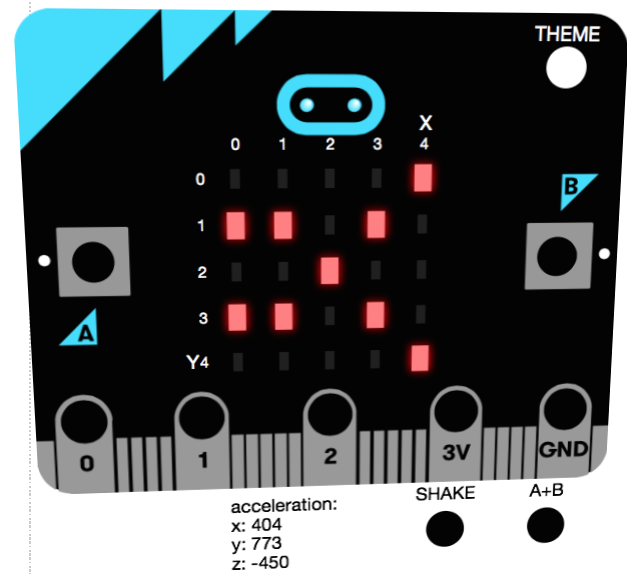 THEME
X
0 1 2 3 4
0
B
1
2
3
A
Y4
0 1 2 3V GND
acceleration:
x: 404
y: 773
z: -450
SHAKE
A+B